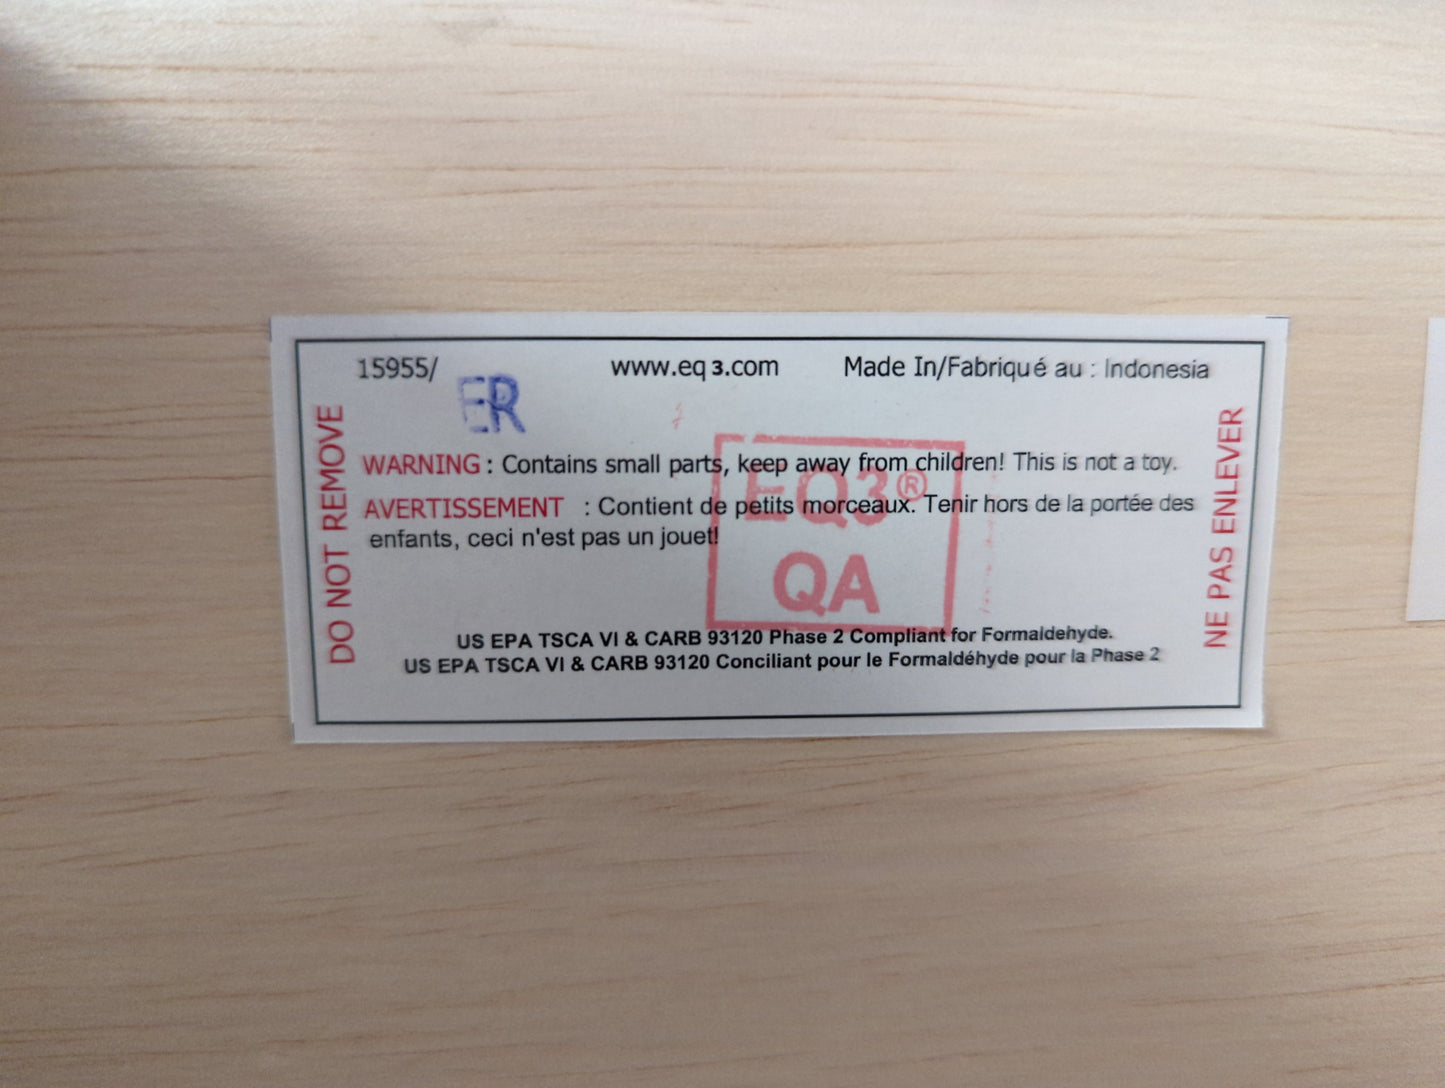 15955/ www.eq3.com Made In/Fabriqué au : Indonesia
ER
DO NOT REMOVE
WARNING : Contains small parts, keep away from children! This is not a toy.
AVERTISSEMENT : Contient de petits morceaux. Tenir hors de la portée des
enfants, ceci n'est pas un jouet!
EQ3®
QA
US EPA TSCA VI & CARB 93120 Phase 2 Compliant for Formaldehyde.
US EPA TSCA VI & CARB 93120 Conciliant pour le Formaldéhyde pour la Phase 2
NE PAS ENLEVER